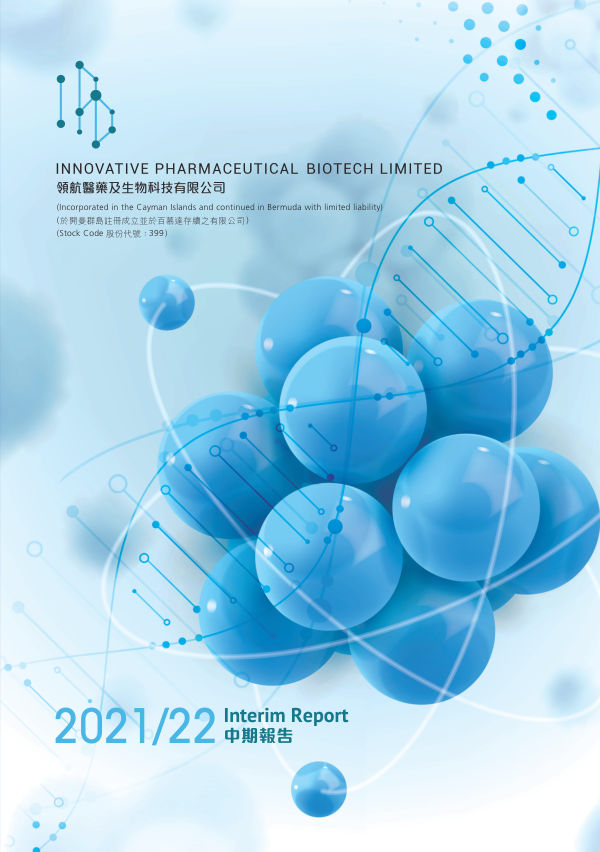 INNOVATIVE PHARMACEUTICAL BIOTECH LIMITED
領航醫藥及生物科技有限公司
(Incorporated in the Cayman Islands and continued in Bermuda with limited liability)
(於開曼群島註冊成立並於百慕達存續之有限公司)
(Stock Code 股份代號 : 399)
2021/22 Interim Report
中期報告